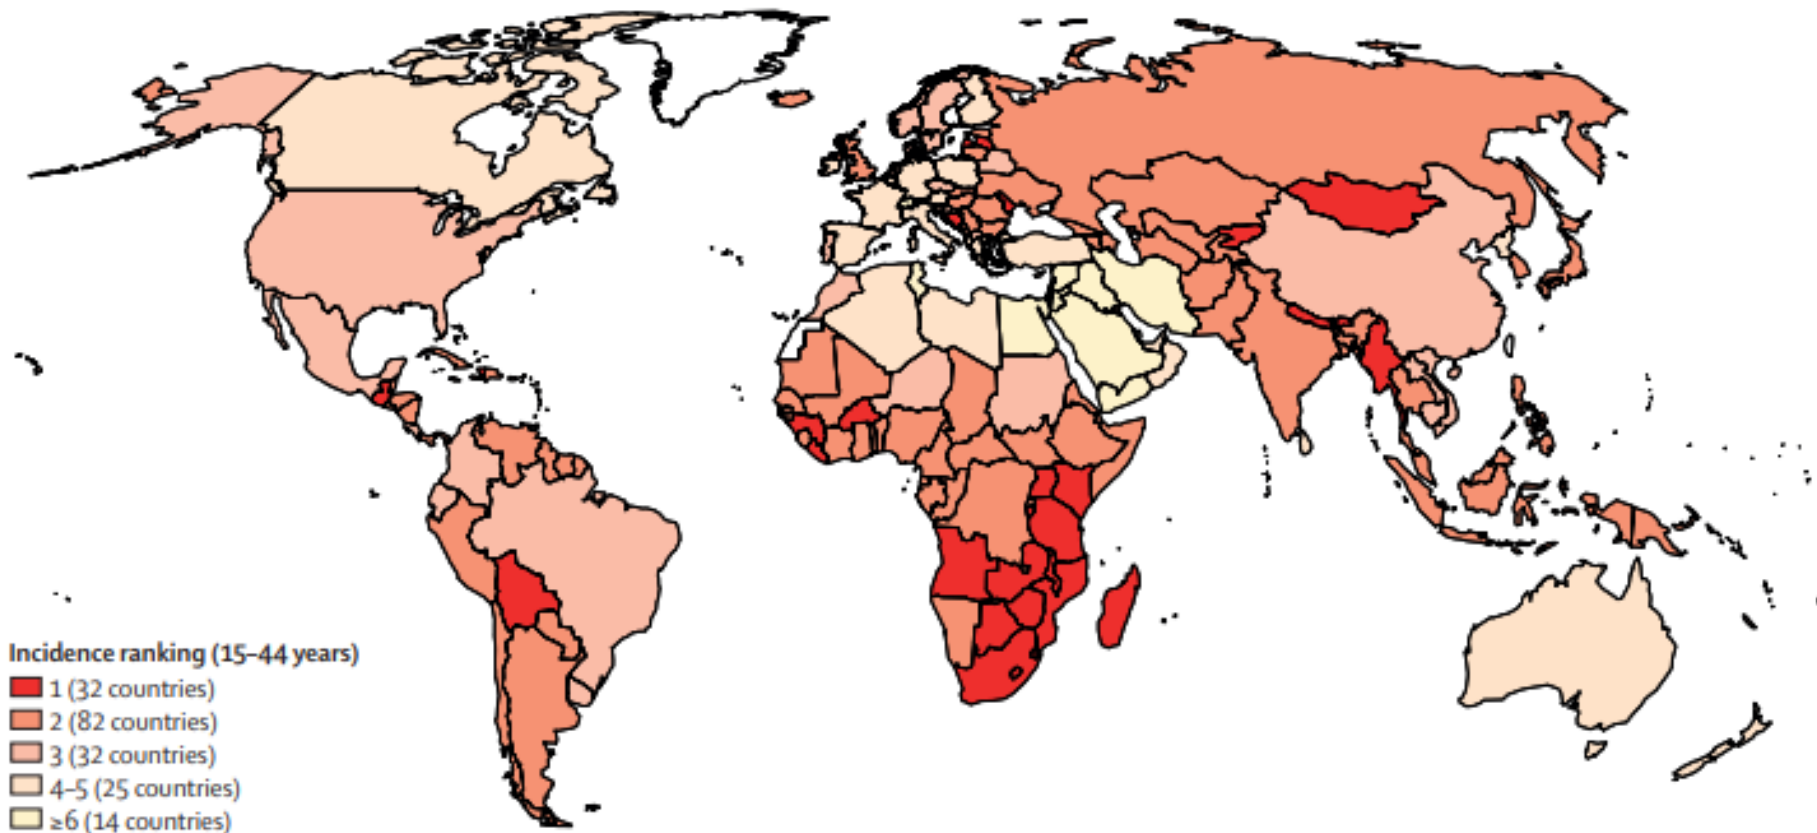 Incidence ranking (15–44 years)
1 (32 countries)
2 (82 countries)
3 (32 countries)
4–5 (25 countries)
≥6 (14 countries)